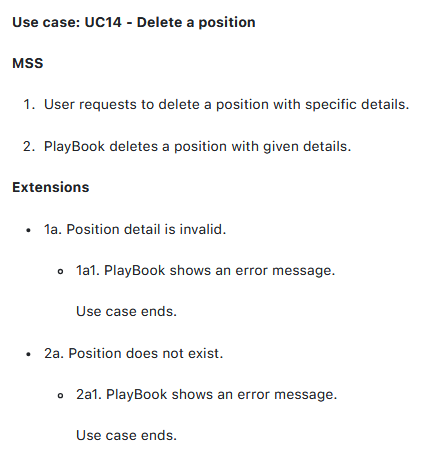 Use case: UC14 - Delete a position
MSS
1. User requests to delete a position with specific details.
2. PlayBook deletes a position with given details.
Extensions
• 1a. Position detail is invalid.
◦ 1a1. PlayBook shows an error message.
Use case ends.
• 2a. Position does not exist.
◦ 2a1. PlayBook shows an error message.
Use case ends.